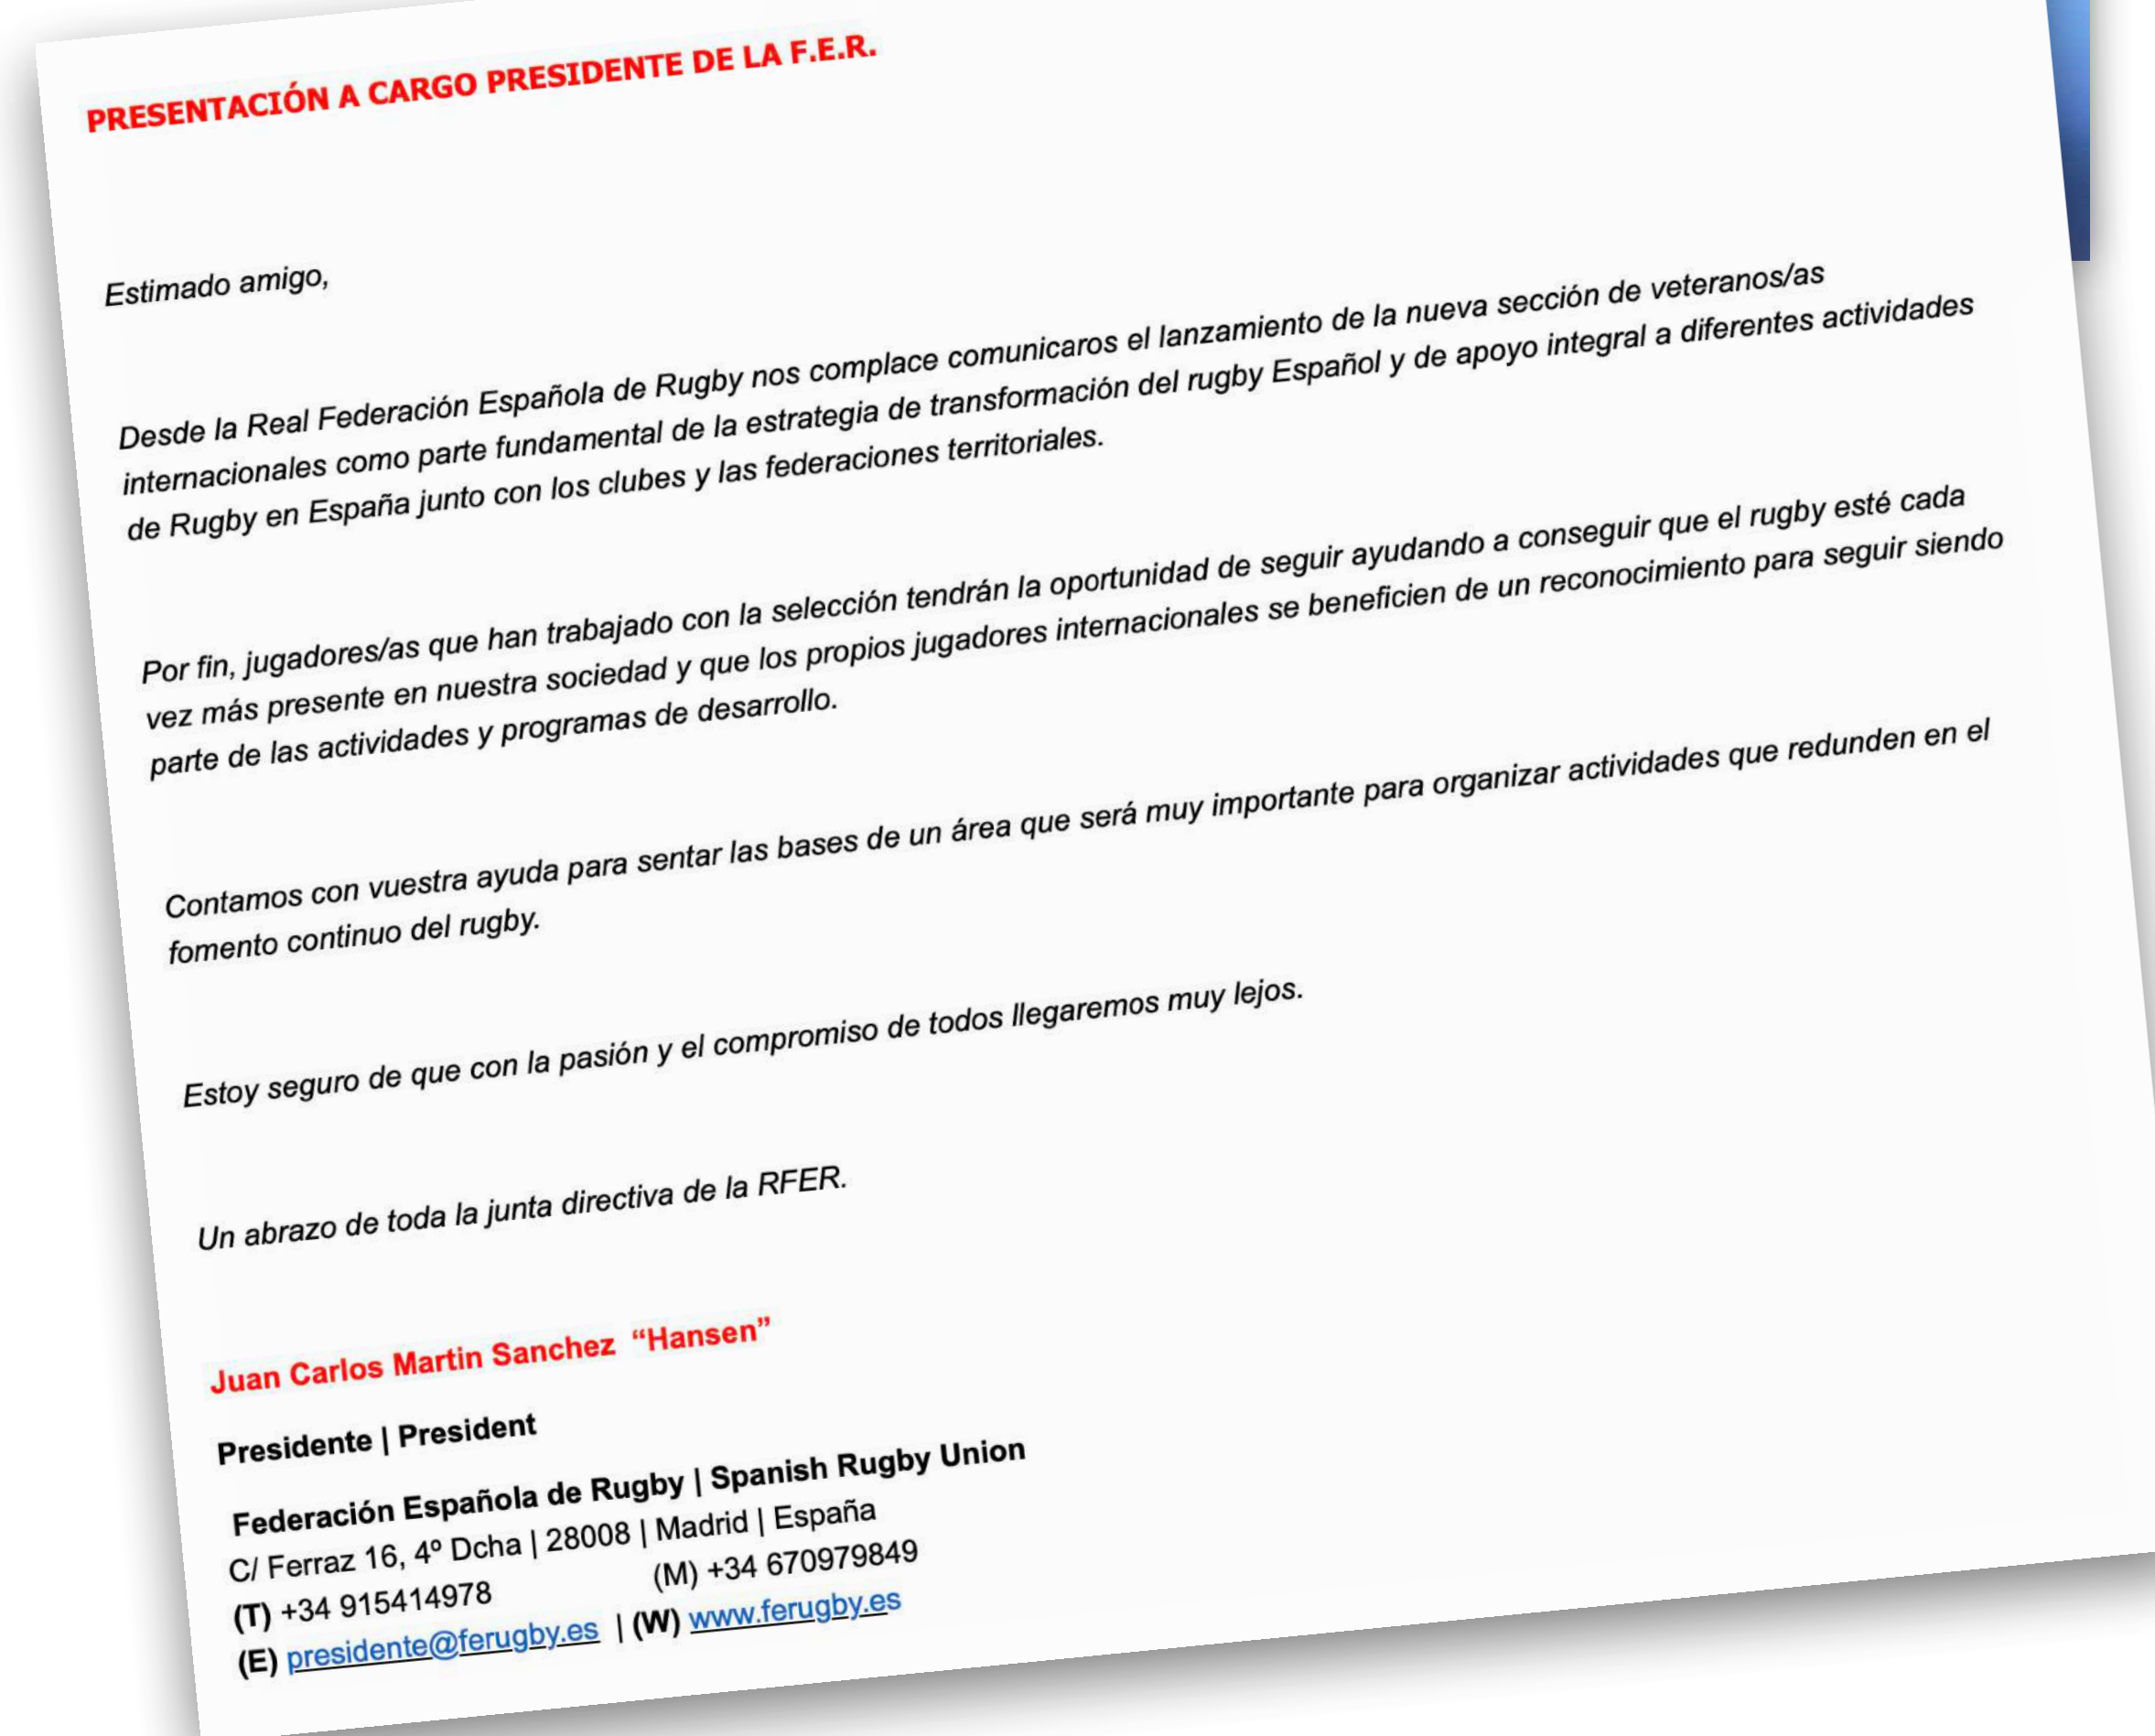 PRESENTACIÓN A CARGO PRESIDENTE DE LA F.E.R.
Estimado amigo,
Desde la Real Federación Española de Rugby nos complace comunicaros el lanzamiento de la nueva sección de veteranos/as
internacionales como parte fundamental de la estrategia de transformación del rugby Español y de apoyo integral a diferentes actividades
de Rugby en España junto con los clubes y las federaciones territoriales.
Por fin, jugadores/as que han trabajado con la selección tendrán la oportunidad de seguir ayudando a conseguir que el rugby esté cada
vez más presente en nuestra sociedad y que los propios jugadores internacionales se beneficien de un reconocimiento para seguir siendo
parte de las actividades y programas de desarrollo.
Contamos con vuestra ayuda para sentar las bases de un área que será muy importante para organizar actividades que redunden en el
fomento continuo del rugby.
Estoy seguro de que con la pasión y el compromiso de todos llegaremos muy lejos.
Un abrazo de toda la junta directiva de la RFER.
Juan Carlos Martin Sanchez “Hansen”
Presidente | President
Federación Española de Rugby | Spanish Rugby Union
C/ Ferraz 16, 4º Dcha | 28008 | Madrid | España
(T) +34 915414978 (M) +34 670979849
(E) presidente@ferugby.es | (W) www.ferugby.es